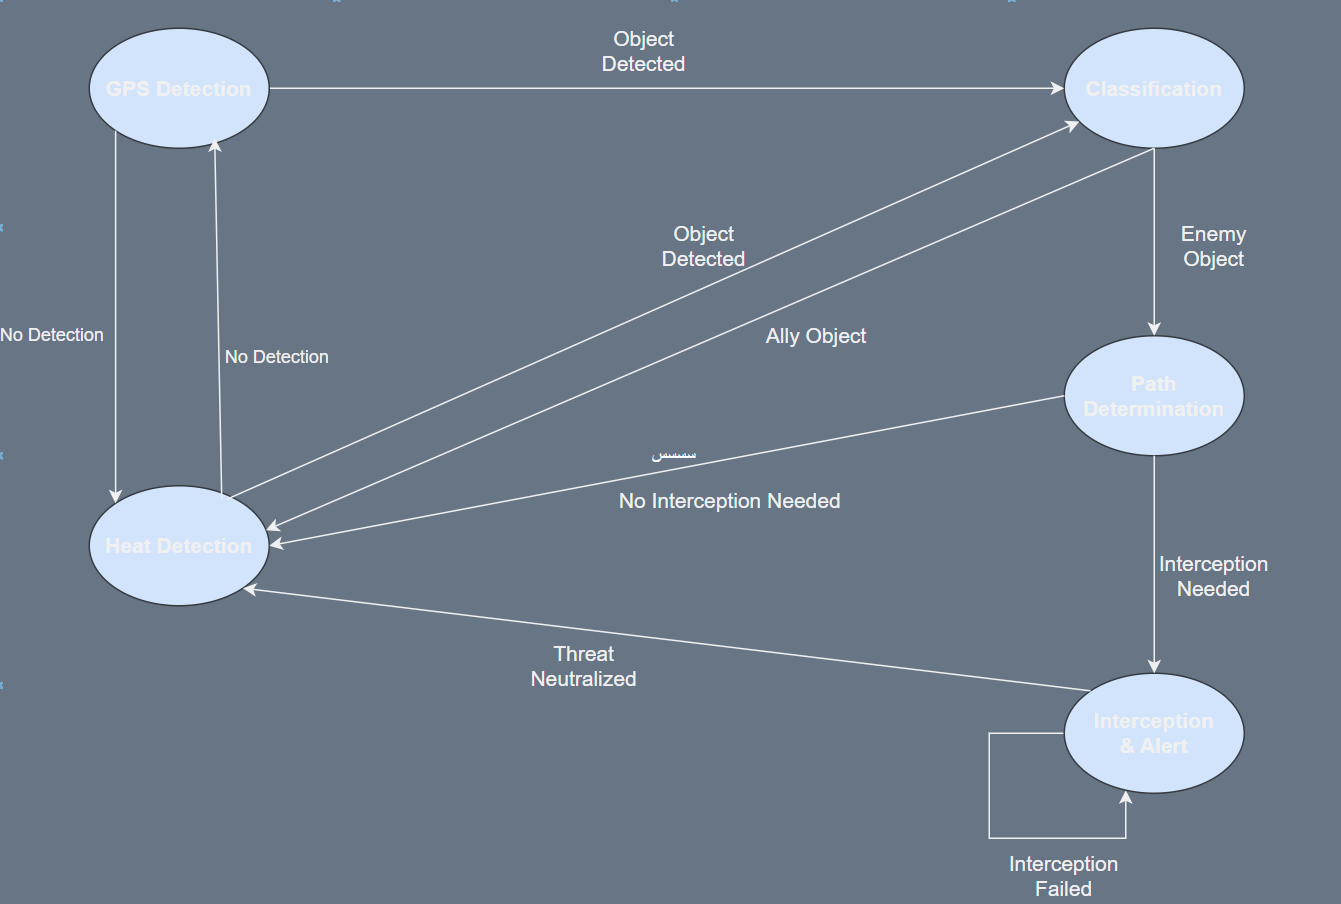 Object
Detected
GPS Detection
Classification
Object
Detected
Enemy
Object
No Detection
No Detection
Ally Object
Path
Determination
سسسس
No Interception Needed
Heat Detection
Interception
Needed
Threat
Neutralized
Interception
& Alert
Interception
Failed